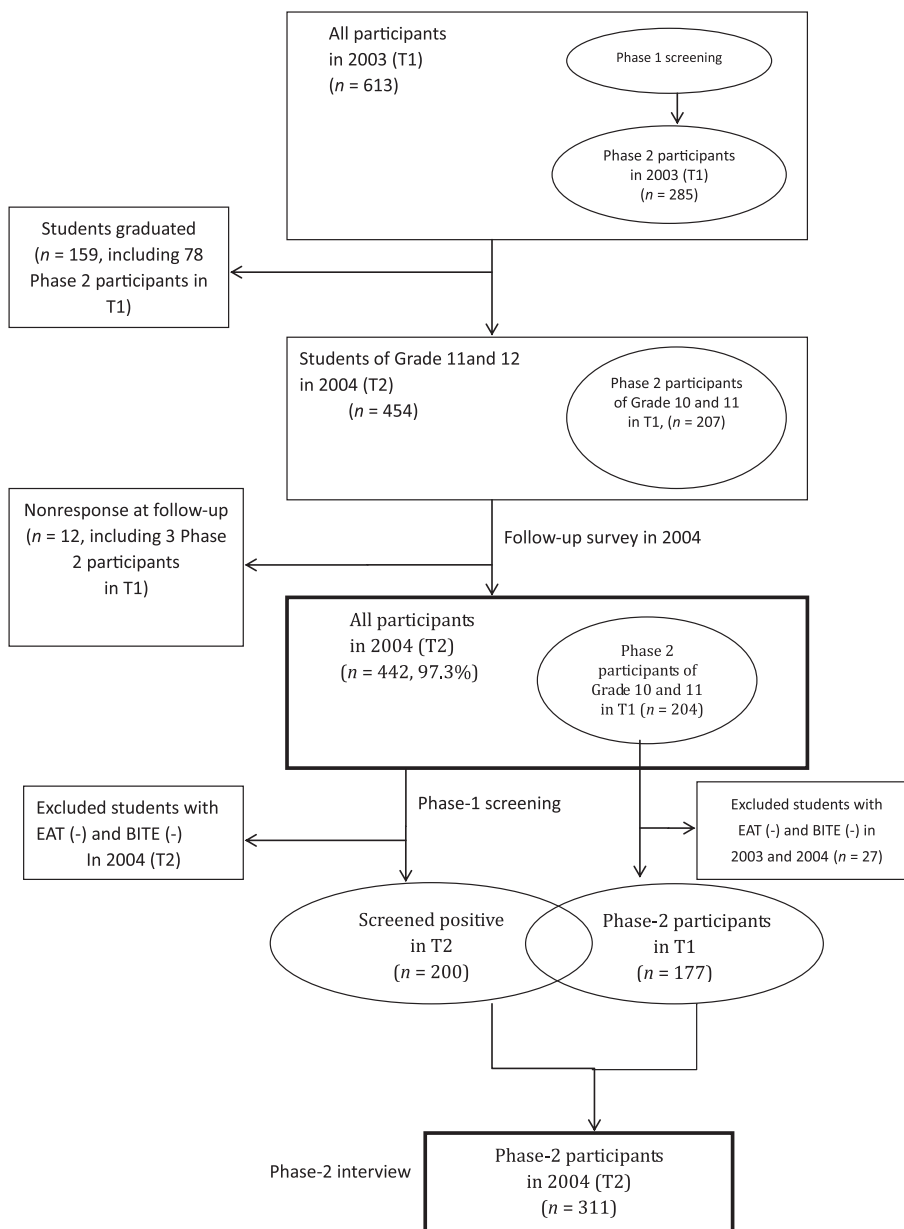 All participants
in 2003 (T1)
(n = 613)
Phase 1 screening
Phase 2 participants
in 2003 (T1)
(n = 285)
Students graduated
(n = 159, including 78
Phase 2 participants in
T1)
Students of Grade 11and 12
in 2004 (T2)
(n = 454)
Phase 2 participants
of Grade 10 and 11
in T1, (n = 207)
Nonresponse at follow-up
(n = 12, including 3 Phase
2 participants
in T1)
Follow-up survey in 2004
All participants
in 2004 (T2)
(n = 442, 97.3%)
Phase 2
participants of
Grade 10 and 11
in T1 (n = 204)
Excluded students with
EAT (-) and BITE (-)
In 2004 (T2)
Phase-1 screening
Excluded students with
EAT (-) and BITE (-) in
2003 and 2004 (n = 27)
Screened positive
in T2
(n = 200)
Phase-2 participants
in T1
(n = 177)
Phase-2 interview
Phase-2 participants
in 2004 (T2)
(n = 311)